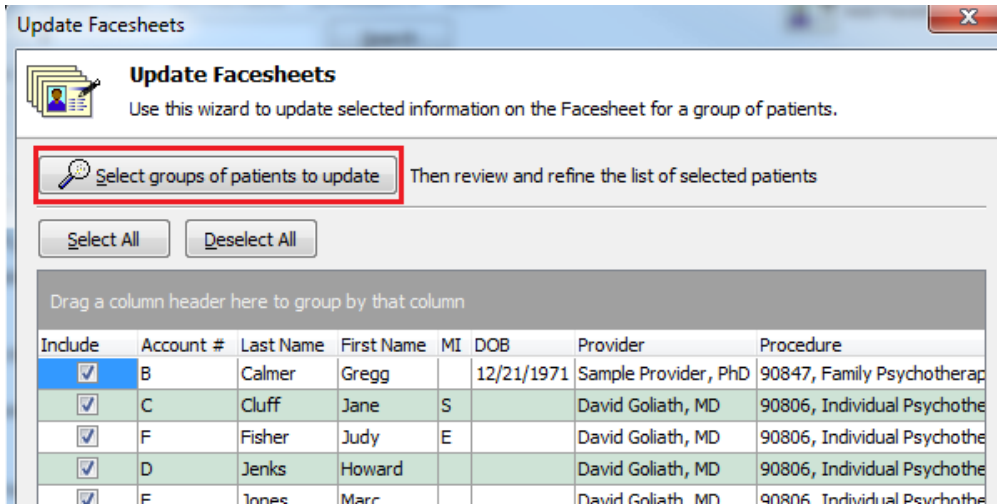 Update Facesheets
Update Facesheets
Use this wizard to update selected information on the Facesheet for a group of patients.
Select groups of patients to update Then review and refine the list of selected patients
Select All Deselect All
Drag a column header here to group by that column
Include Account # Last Name First Name MI DOB Provider Procedure
B Calmer Gregg 12/21/1971 Sample Provider, PhD 90847, Family Psychotherap
C Cluff Jane S David Goliath, MD 90806, Individual Psychothe
F Fisher Judy E David Goliath, MD 90806, Individual Psychothe
D Jenks Howard David Goliath, MD 90806, Individual Psychothe
E Jones Marc David Goliath, MD 90806, Individual Psychothe